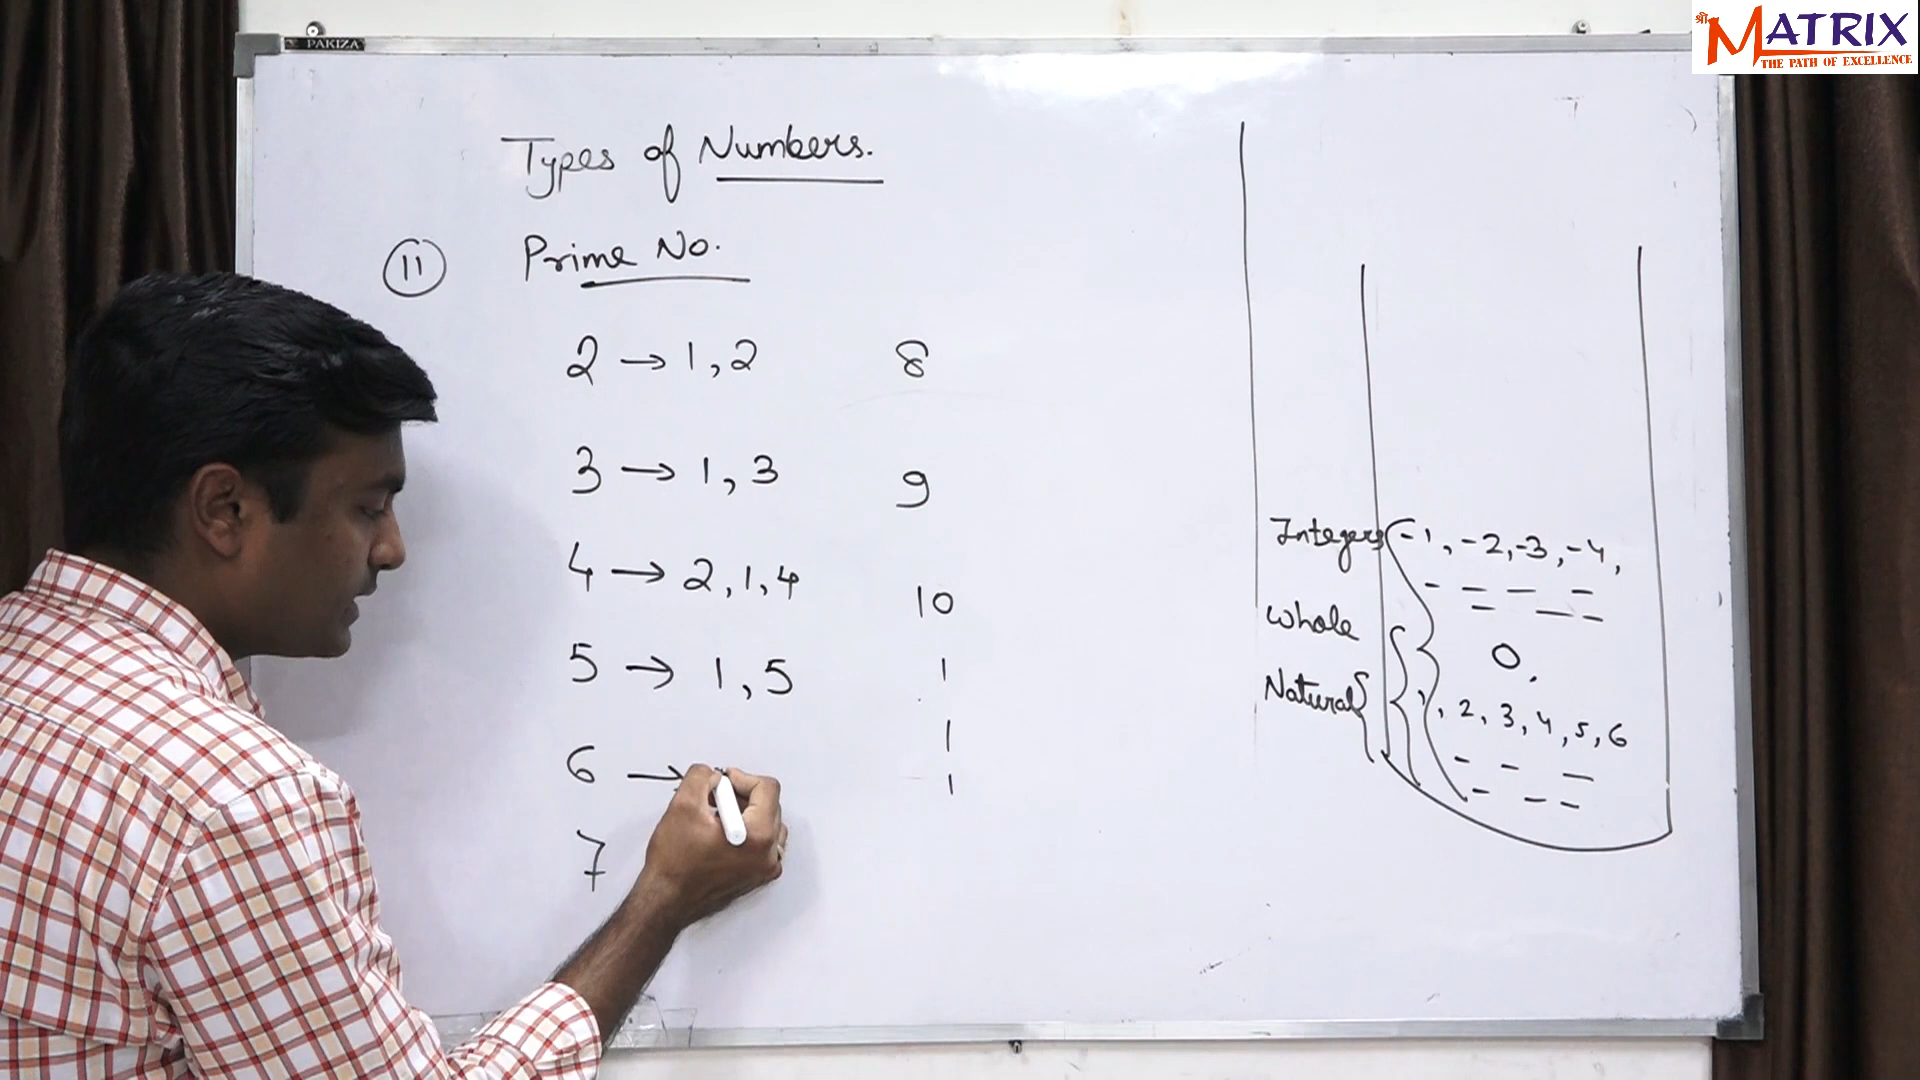 श्री MATRIX
THE PATH OF EXCELLENCE
PAKIZA
Types of Numbers.
11 Prime No.
2 → 1, 2
3 → 1, 3
4 → 2, 1, 4
5 → 1, 5
6 →
7
8
9
10
Integers -1, -2, -3, -4,
Whole 0,
Natural 1, 2, 3, 4, 5, 6